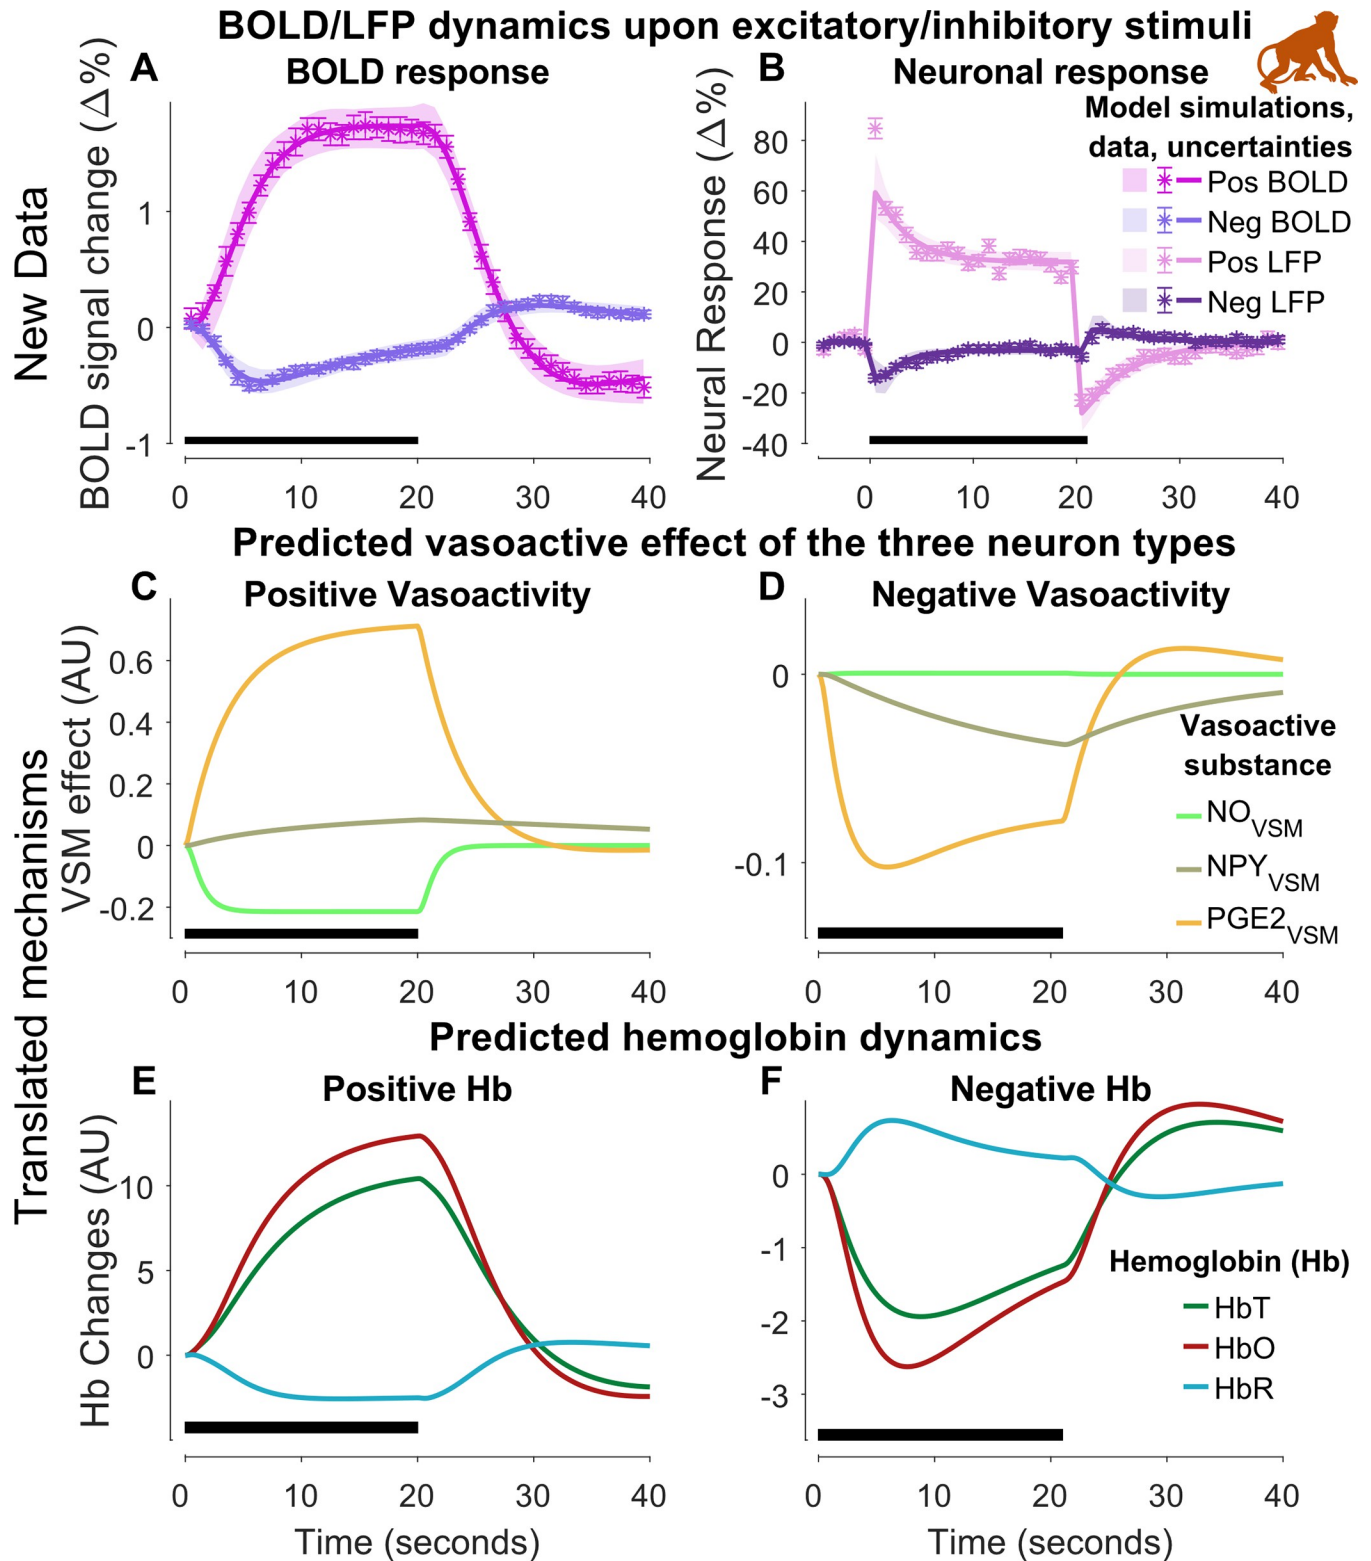 BOLD/LFP dynamics upon excitatory/inhibitory stimuli
New Data
A
BOLD response
BOLD signal change (Δ%)
1
0
-1
0 10 20 30 40
B
Neuronal response
Neural Response (Δ%)
80
60
40
20
0
-20
-40
0 10 20 30 40
Model simulations,
data, uncertainties
Pos BOLD
Neg BOLD
Pos LFP
Neg LFP
Translated mechanisms
Predicted vasoactive effect of the three neuron types
C
Positive Vasoactivity
VSM effect (AU)
0.6
0.4
0.2
0
-0.2
0 10 20 30 40
D
Negative Vasoactivity
0
-0.1
0 10 20 30 40
Vasoactive
substance
NO_VSM
NPY_VSM
PGE2_VSM
Predicted hemoglobin dynamics
E
Positive Hb
Hb Changes (AU)
10
5
0
0 10 20 30 40
Time (seconds)
F
Negative Hb
0
-1
-2
-3
0 10 20 30 40
Time (seconds)
Hemoglobin (Hb)
HbT
HbO
HbR